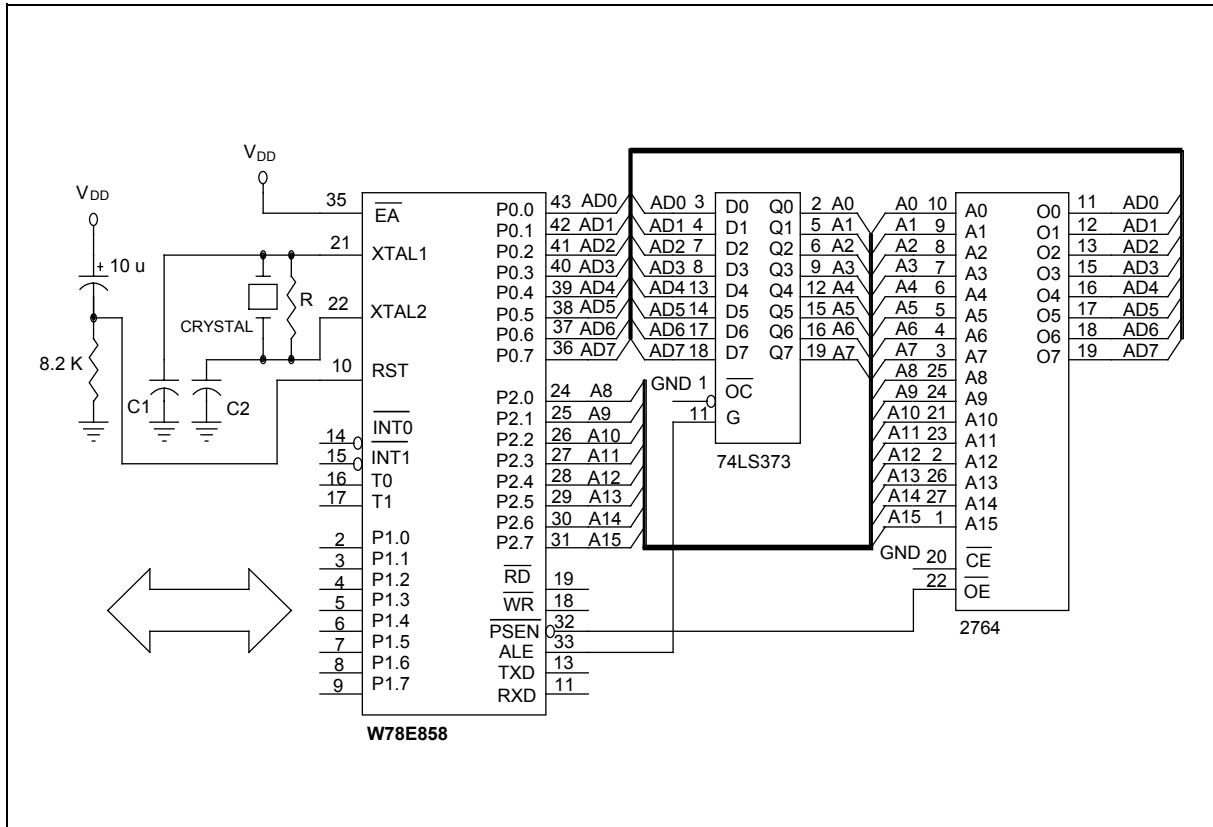 VDD
VDD
35 EA P0.0 43 AD0 AD0 3 D0 Q0 2 A0 A0 10 A0 O0 11 AD0
P0.1 42 AD1 AD1 4 D1 Q1 5 A1 A1 9 A1 O1 12 AD1
21 XTAL1 P0.2 41 AD2 AD2 7 D2 Q2 6 A2 A2 8 A2 O2 13 AD2
+ 10 u P0.3 40 AD3 AD3 8 D3 Q3 9 A3 A3 7 A3 O3 15 AD3
R P0.4 39 AD4 AD4 13 D4 Q4 12 A4 A4 6 A4 O4 16 AD4
22 XTAL2 P0.5 38 AD5 AD5 14 D5 Q5 15 A5 A5 5 A5 O5 17 AD5
CRYSTAL P0.6 37 AD6 AD6 17 D6 Q6 16 A6 A6 4 A6 O6 18 AD6
P0.7 36 AD7 AD7 18 D7 Q7 19 A7 A7 3 A7 O7 19 AD7
8.2 K 10 RST GND 1 OC A8 25 A8
C1 C2 P2.0 24 A8 11 G A9 24 A9
P2.1 25 A9 A10 21 A10
14 INT0 P2.2 26 A10 A11 23 A11
15 INT1 P2.3 27 A11 74LS373 A12 2 A12
16 T0 P2.4 28 A12 A13 26 A13
17 T1 P2.5 29 A13 A14 27 A14
P2.6 30 A14 A15 1 A15
2 P1.0 P2.7 31 A15 GND 20 CE
3 P1.1 RD 19 22 OE
4 P1.2
5 P1.3 WR 18
6 P1.4 PSEN 32 2764
7 P1.5 ALE 33
8 P1.6 TXD 13
9 P1.7 RXD 11
W78E858